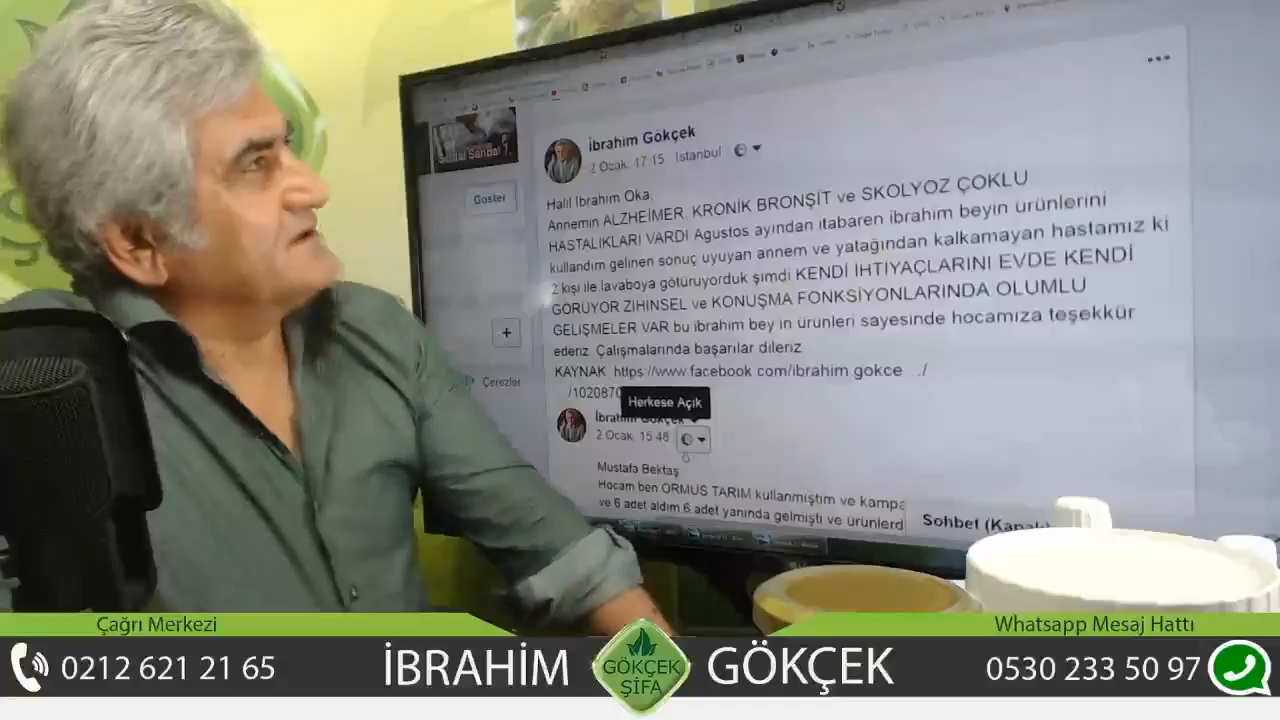 Göster
İbrahim Gökçek
2 Ocak, 17:15 İstanbul
Halil İbrahim Oka,
Annemin ALZHEİMER, KRONİK BRONŞİT ve SKOLYOZ ÇOKLU
HASTALIKLARI VARDI Ağustos ayından itabaren ibrahim beyin ürünlerini
kullandım gelinen sonuç uyuyan annem ve yatağından kalkamayan hastamız ki
2 kişi ile lavaboya götürüyorduk şimdi KENDİ İHTİYAÇLARINI EVDE KENDİ
GÖRÜYOR ZİHİNSEL ve KONUŞMA FONKSİYONLARINDA OLUMLU
GELİŞMELER VAR bu ibrahim bey in ürünleri sayesinde hocamıza teşekkür
ederiz Çalışmalarında başarılar dileriz
KAYNAK https://www.facebook.com/ibrahim.gokce.../
/102087
Herkese Açık
Çerezler
İbrahim Gökçek
2 Ocak, 15:48
Mustafa Bektaş
Hocam ben ORMUS TARIM kullanmıştım ve kampa
ve 6 adet aldım 6 adet yanında gelmişti ve ürünlerd
Sohbet
Çağrı Merkezi
Whatsapp Mesaj Hattı
0212 621 21 65
İBRAHİM
GÖKÇEK
ŞİFA
GÖKÇEK
0530 233 50 97